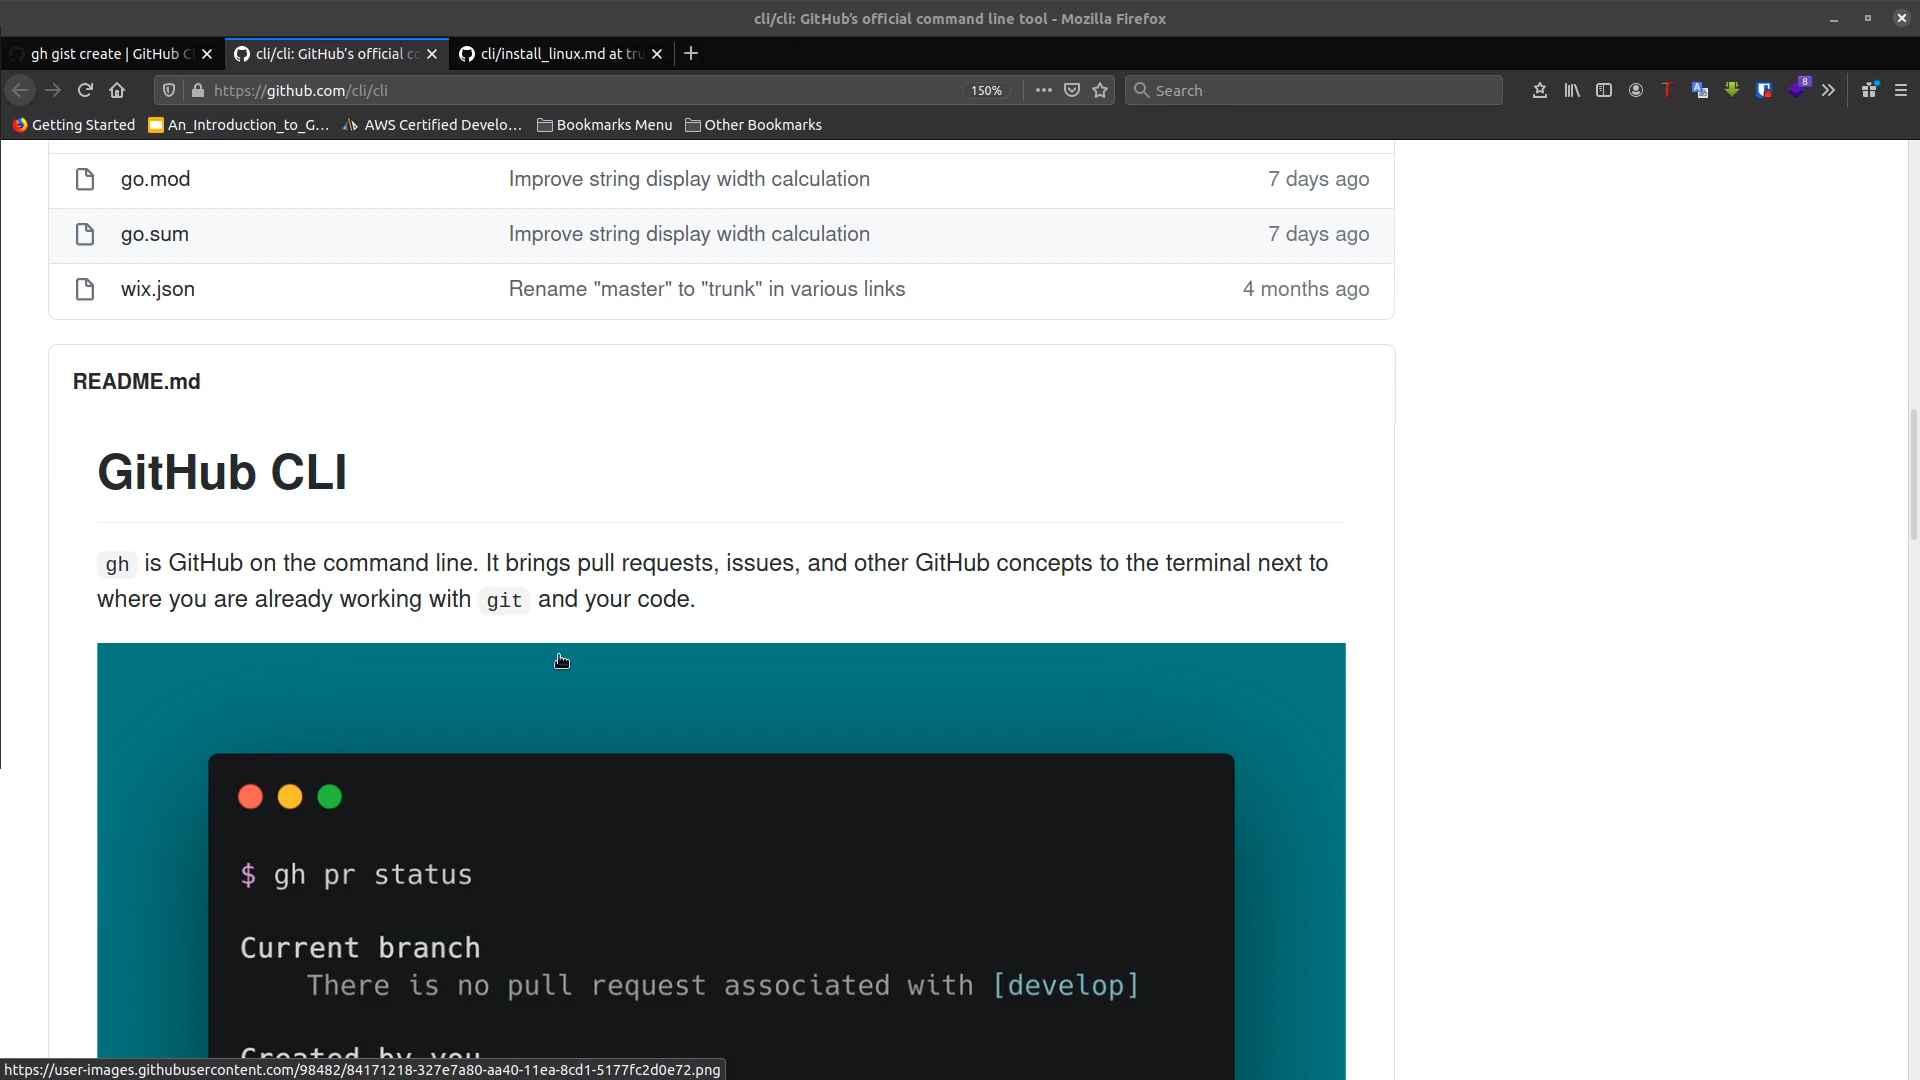 cli/cli: GitHub's official command line tool - Mozilla Firefox
gh gist create | GitHub C
cli/cli: GitHub's official co
cli/install_linux.md at tru
https://github.com/cli/cli
150%
Search
8
Getting Started
An_Introduction_to_G...
AWS Certified Develo...
Bookmarks Menu
Other Bookmarks
go.mod Improve string display width calculation 7 days ago
go.sum Improve string display width calculation 7 days ago
wix.json Rename "master" to "trunk" in various links 4 months ago
README.md
GitHub CLI
gh is GitHub on the command line. It brings pull requests, issues, and other GitHub concepts to the terminal next to
where you are already working with git and your code.
$ gh pr status
Current branch
There is no pull request associated with [develop]
Created by you
https://user-images.githubusercontent.com/98482/84171218-327e7a80-aa40-11ea-8cd1-5177fc2d0e72.png